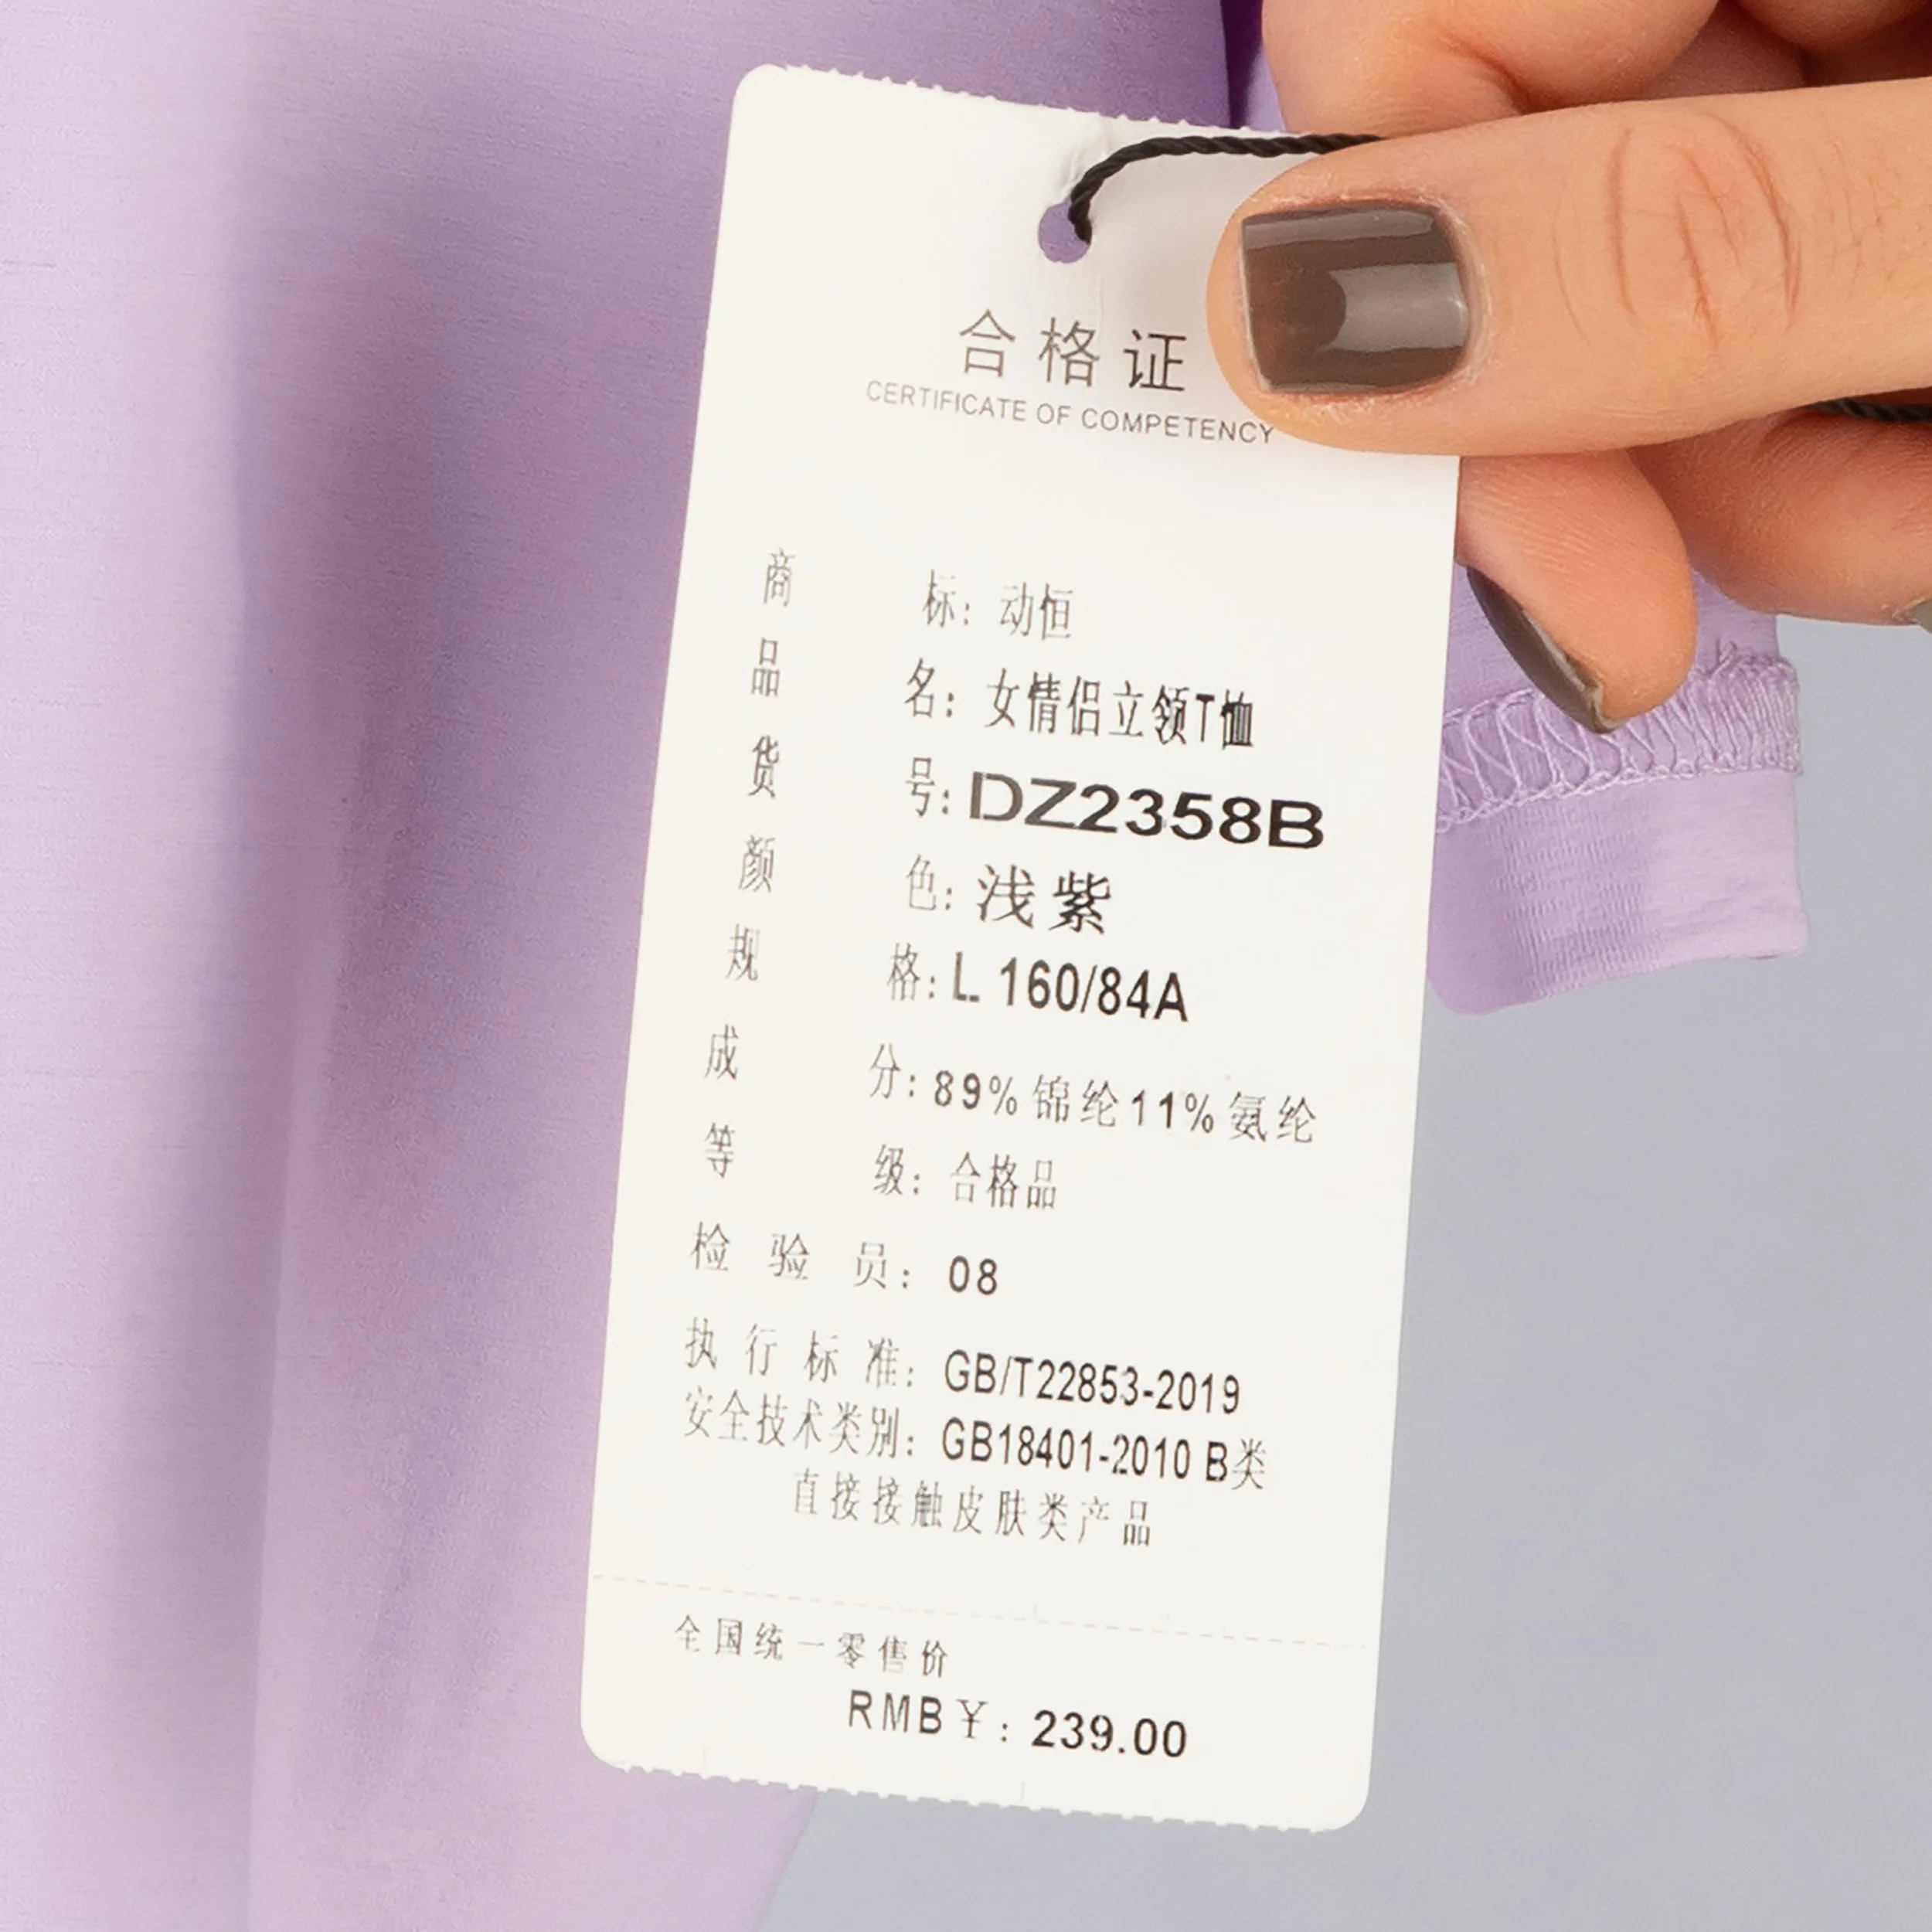 合格证
CERTIFICATE OF COMPETENCY
商标：动恒
品名：女情侣立领T恤
货号：DZ2358B
颜色：浅紫
规格：L 160/84A
成分：89%锦纶11%氨纶
等级：合格品
检验员：08
执行标准：GB/T22853-2019
安全技术类别：GB18401-2010 B类
直接接触皮肤类产品
全国统一零售价
RMB￥：239.00